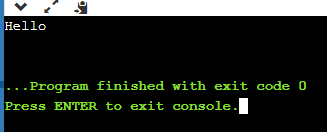 Hello
...Program finished with exit code 0
Press ENTER to exit console.